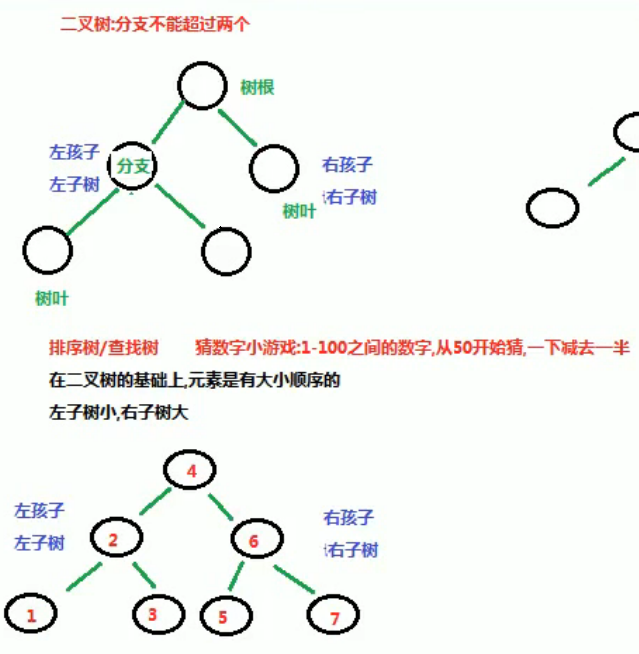 二叉树:分支不能超过两个
树根
左孩子
分支
右孩子
左子树
右子树
树叶
树叶
排序树/查找树 猜数字小游戏:1-100之间的数字,从50开始猜,一下减去一半
在二叉树的基础上,元素是有大小顺序的
左子树小,右子树大
4
左孩子
右孩子
2
6
左子树
右子树
1
3
5
7